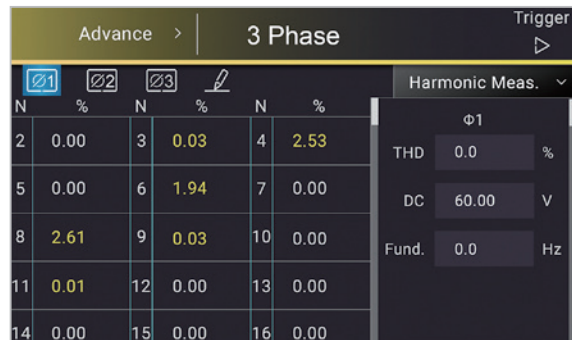 Advance > 3 Phase Trigger
Ø1 Ø2 Ø3 Harmonic Meas.
N % N % N %
Φ1
2 0.00 3 0.03 4 2.53
THD 0.0 %
5 0.00 6 1.94 7 0.00
DC 60.00 V
8 2.61 9 0.03 10 0.00
Fund. 0.0 Hz
11 0.01 12 0.00 13 0.00
14 0.00 15 0.00 16 0.00